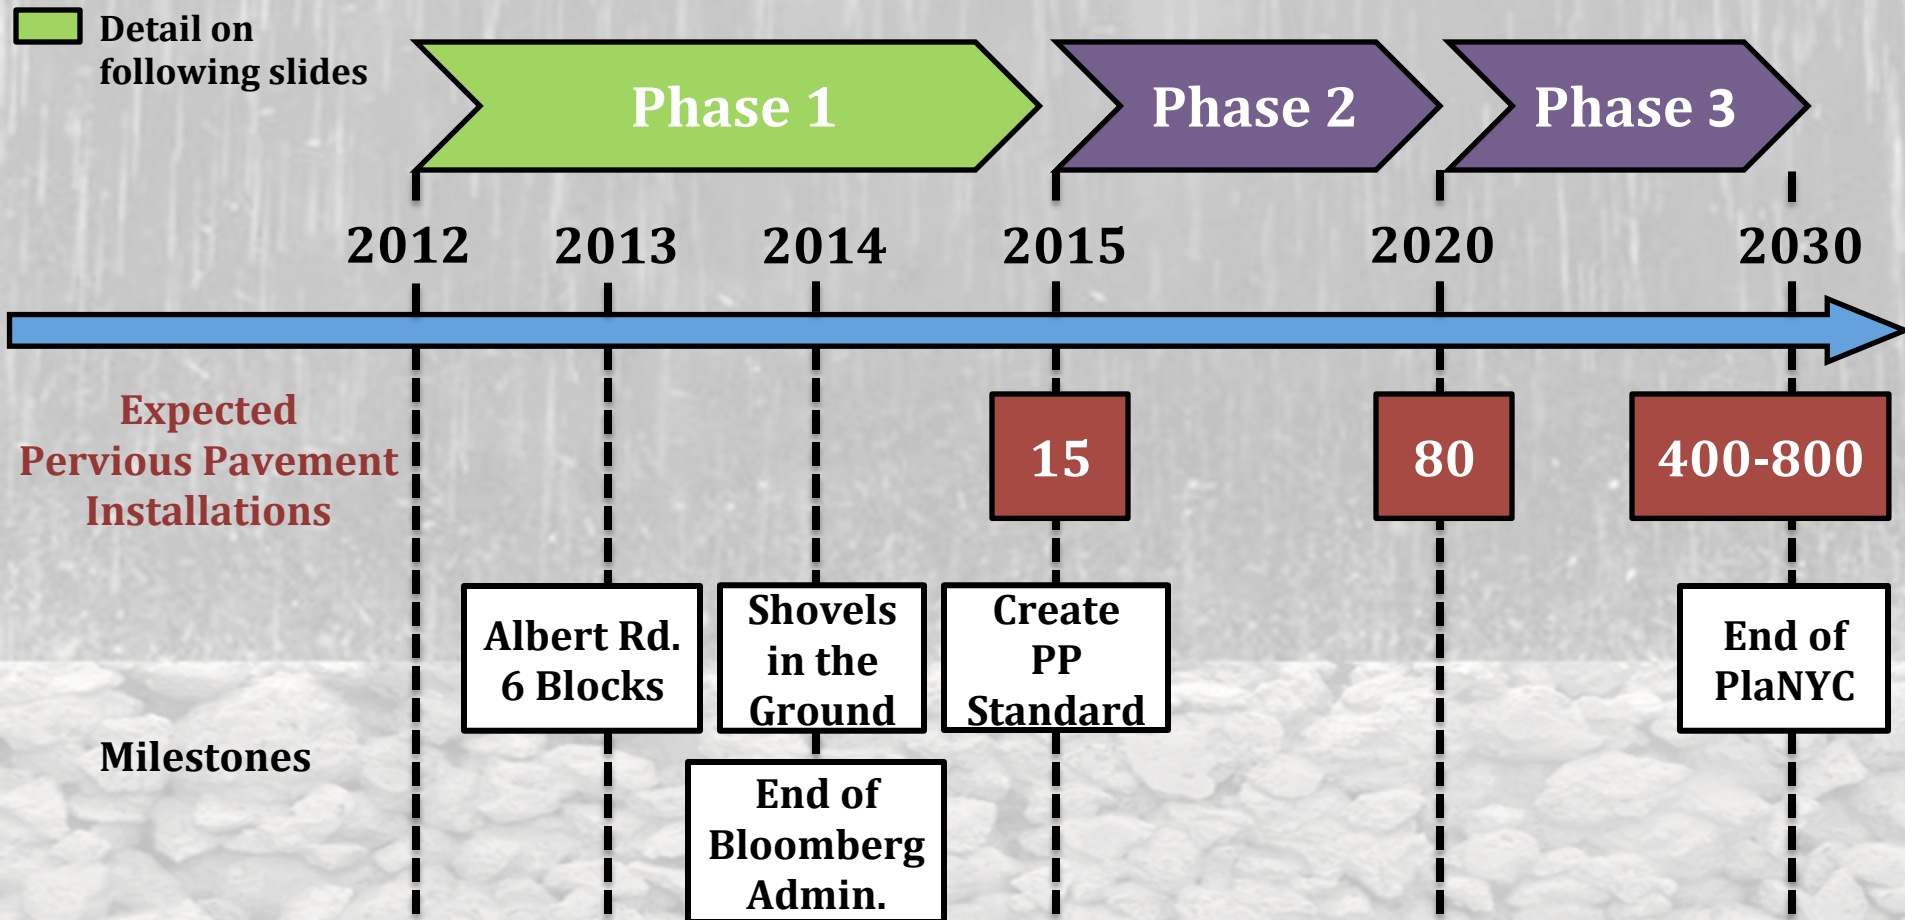 Detail on
following slides
Phase 1
Phase 2
Phase 3
2012
2013
2014
2015
2020
2030
Expected
Pervious Pavement
Installations
15
80
400-800
Milestones
Albert Rd.
6 Blocks
Shovels
in the
Ground
End of
Bloomberg
Admin.
Create
PP
Standard
End of
PlaNYC